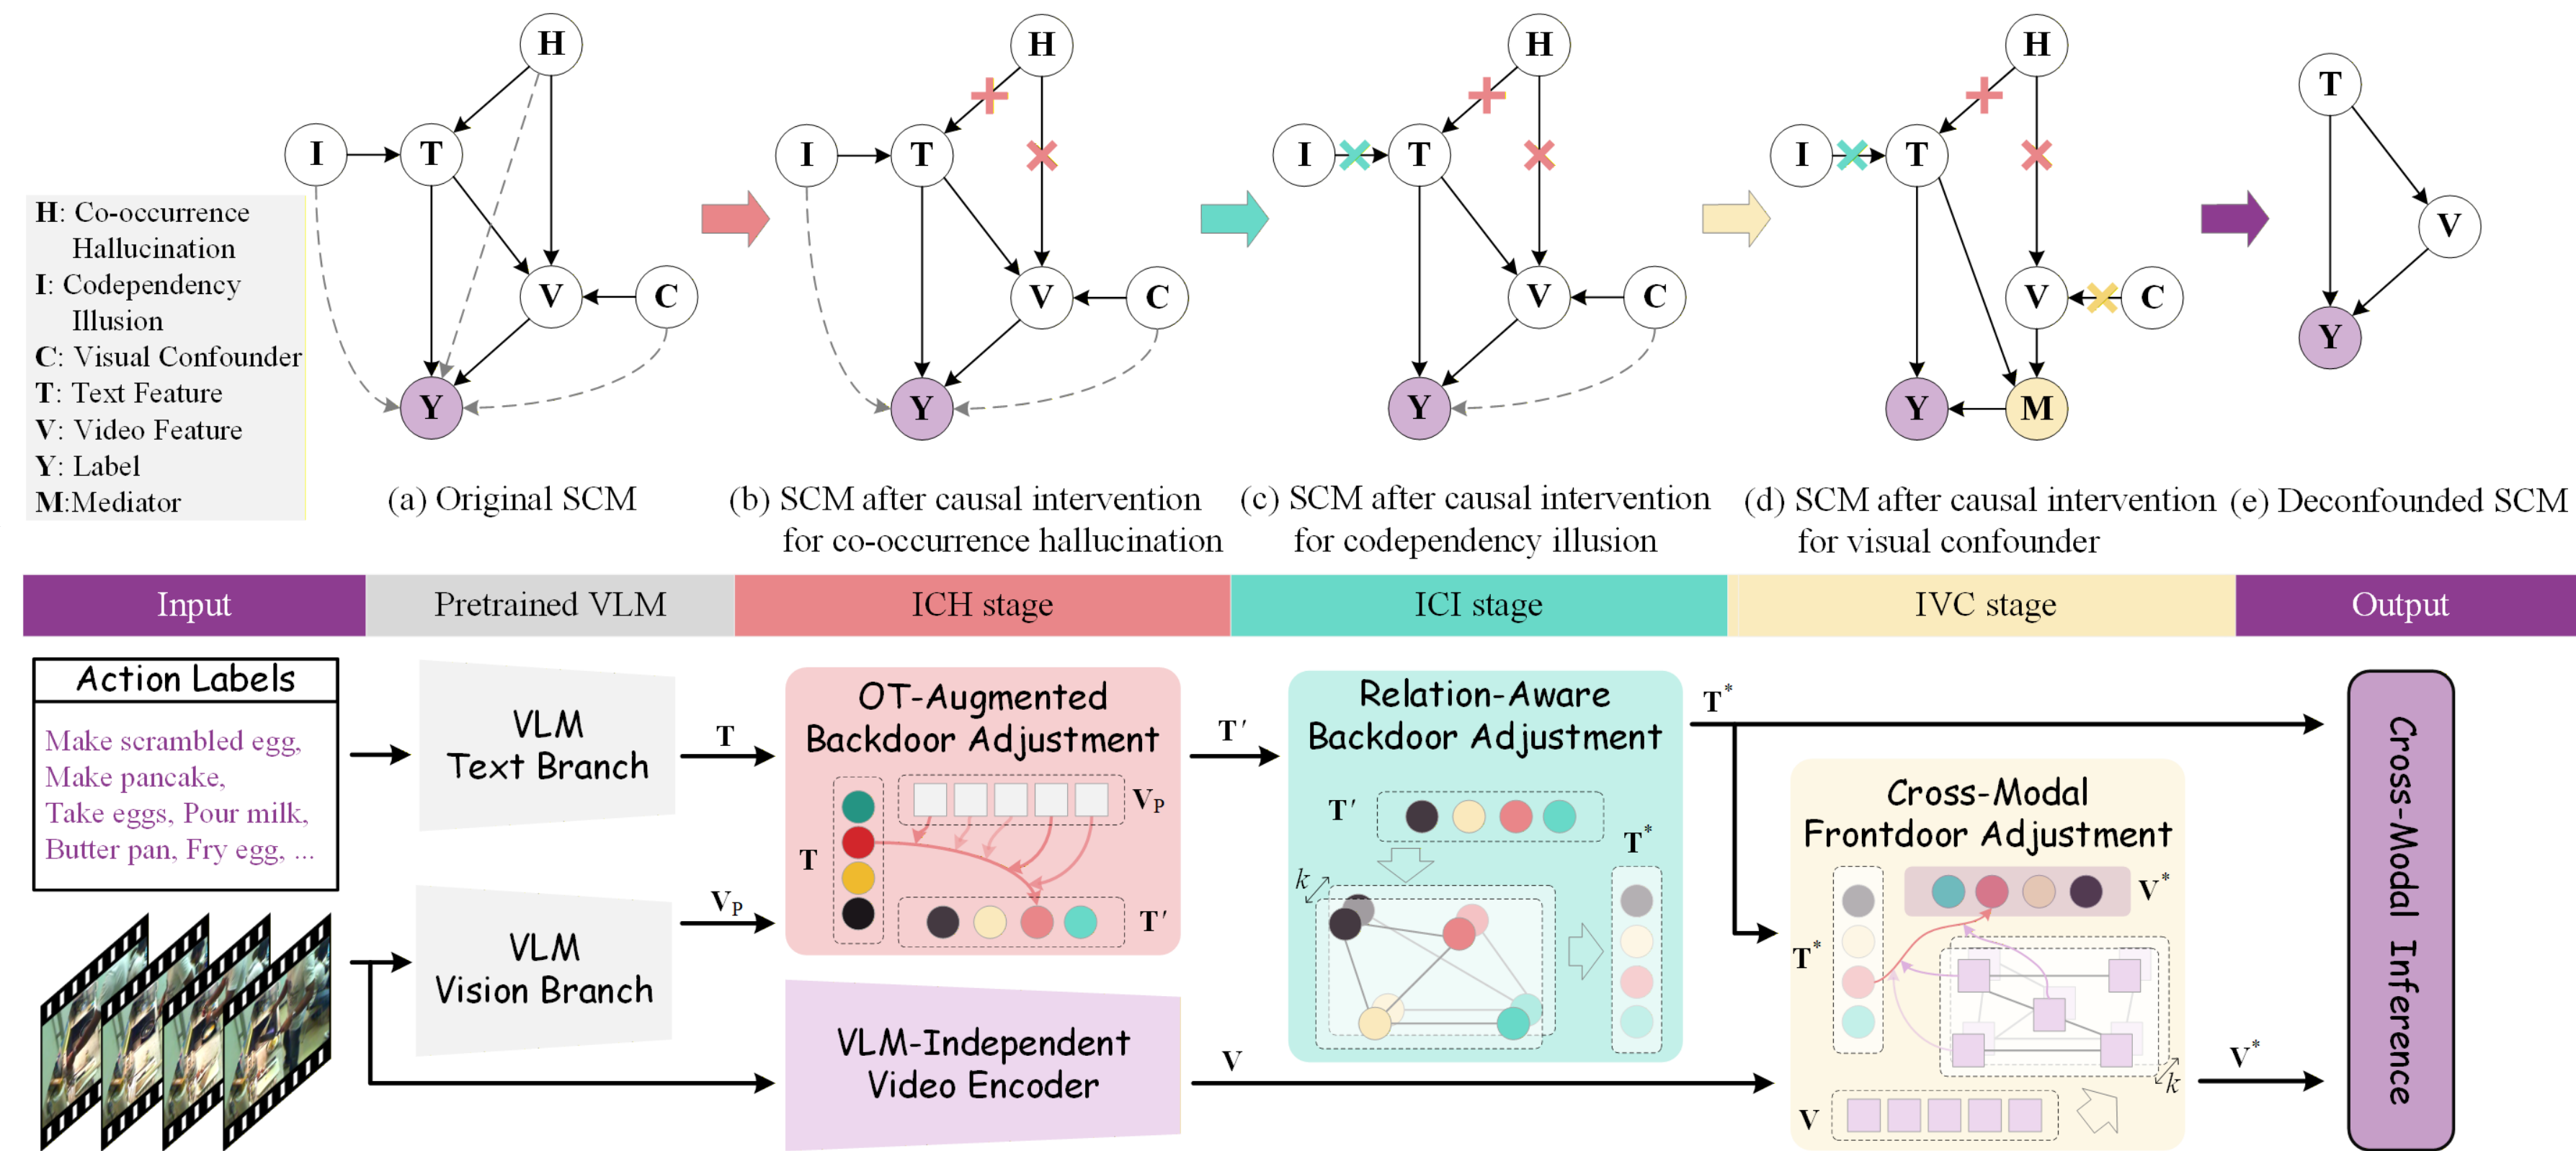 H
I
T
V
C
Y
H
I
T
V
C
Y
H
I
T
V
C
Y
H
I
T
V
C
Y
M
T
V
Y
H: Co-occurrence
Hallucination
I: Codependency
Illusion
C: Visual Confounder
T: Text Feature
V: Video Feature
Y: Label
M:Mediator
(a) Original SCM
(b) SCM after causal intervention
for co-occurrence hallucination
(c) SCM after causal intervention
for codependency illusion
(d) SCM after causal intervention
for visual confounder
(e) Deconfounded SCM
Input
Pretrained VLM
ICH stage
ICI stage
IVC stage
Output
Action Labels
Make scrambled egg,
Make pancake,
Take eggs, Pour milk,
Butter pan, Fry egg, ...
VLM
Text Branch
VLM
Vision Branch
T
V_P
OT-Augmented
Backdoor Adjustment
V_P
T
T'
VLM-Independent
Video Encoder
T'
V
Relation-Aware
Backdoor Adjustment
T'
T*
k
T*
Cross-Modal
Frontdoor Adjustment
V*
T*
k
V
V*
Cross-Modal Inference